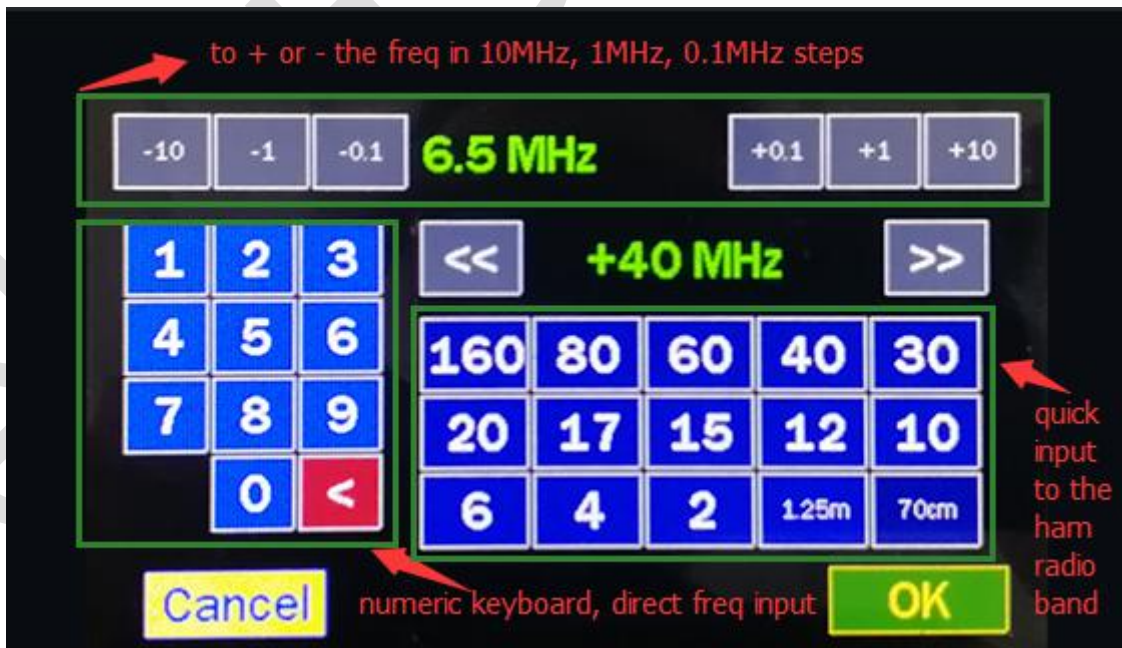 to + or - the freq in 10MHz, 1MHz, 0.1MHz steps
-10 -1 -0.1 6.5 MHz +0.1 +1 +10
1 2 3 << +40 MHz >>
4 5 6
160 80 60 40 30
7 8 9
20 17 15 12 10
0 <
6 4 2 1.25m 70cm
quick
input
to the
ham
radio
band
Cancel
numeric keyboard, direct freq input
OK